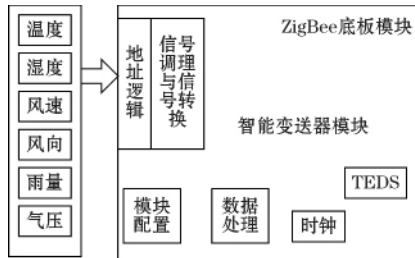 温度
湿度
风速
风向
雨量
气压
地址逻辑
信号调理与信号转换
ZigBee底板模块
智能变送器模块
TEDS
模块
配置
数据
处理
时钟